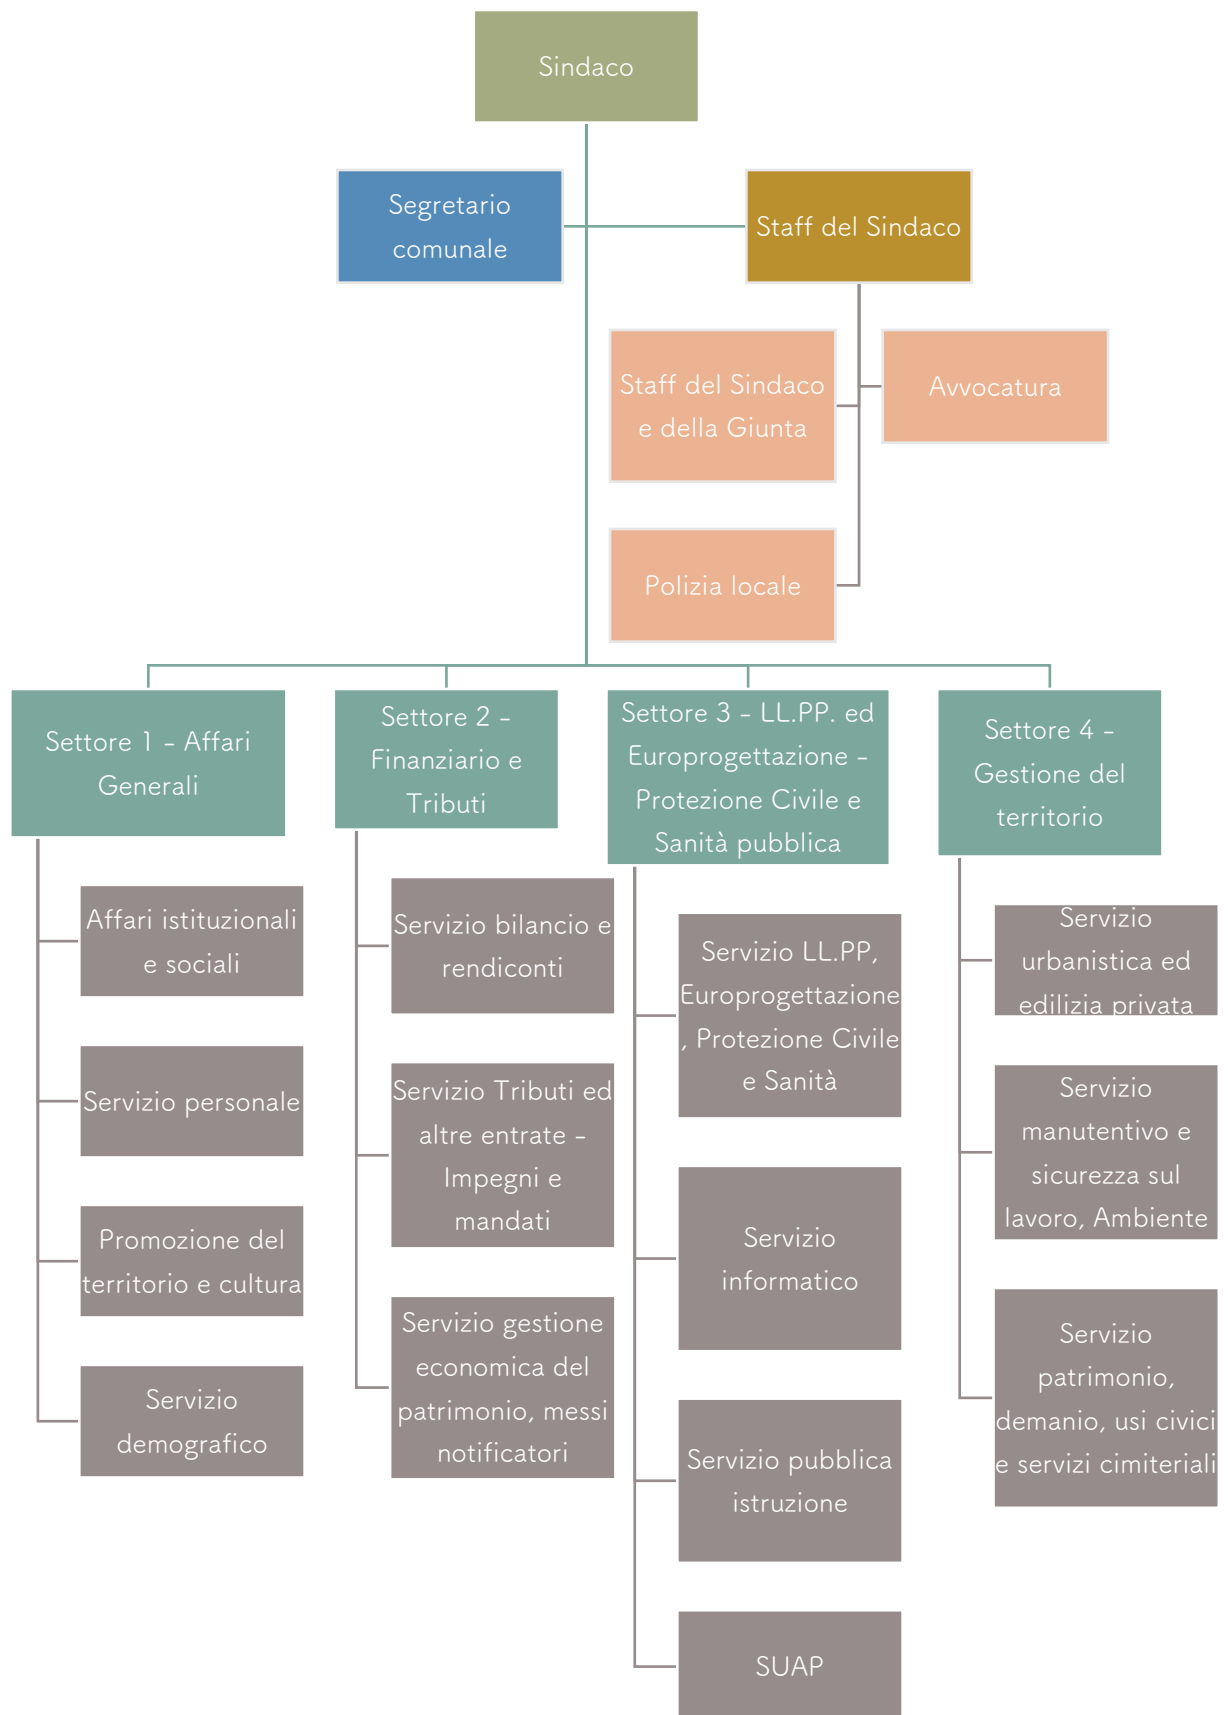 Sindaco
Segretario
comunale
Staff del Sindaco
Staff del Sindaco
e della Giunta
Avvocatura
Polizia locale
Settore 1 - Affari
Generali
Settore 2 -
Finanziario e
Tributi
Settore 3 - LL.PP. ed
Europrogettazione -
Protezione Civile e
Sanità pubblica
Settore 4 -
Gestione del
territorio
Affari istituzionali
e sociali
Servizio personale
Promozione del
territorio e cultura
Servizio
demografico
Servizio bilancio e
rendiconti
Servizio Tributi ed
altre entrate -
Impegni e
mandati
Servizio gestione
economica del
patrimonio, messi
notificatori
Servizio LL.PP,
Europrogettazione
, Protezione Civile
e Sanità
Servizio
informatico
Servizio pubblica
istruzione
SUAP
Servizio
urbanistica ed
edilizia privata
Servizio
manutentivo e
sicurezza sul
lavoro, Ambiente
Servizio
patrimonio,
demanio, usi civici
e servizi cimiteriali